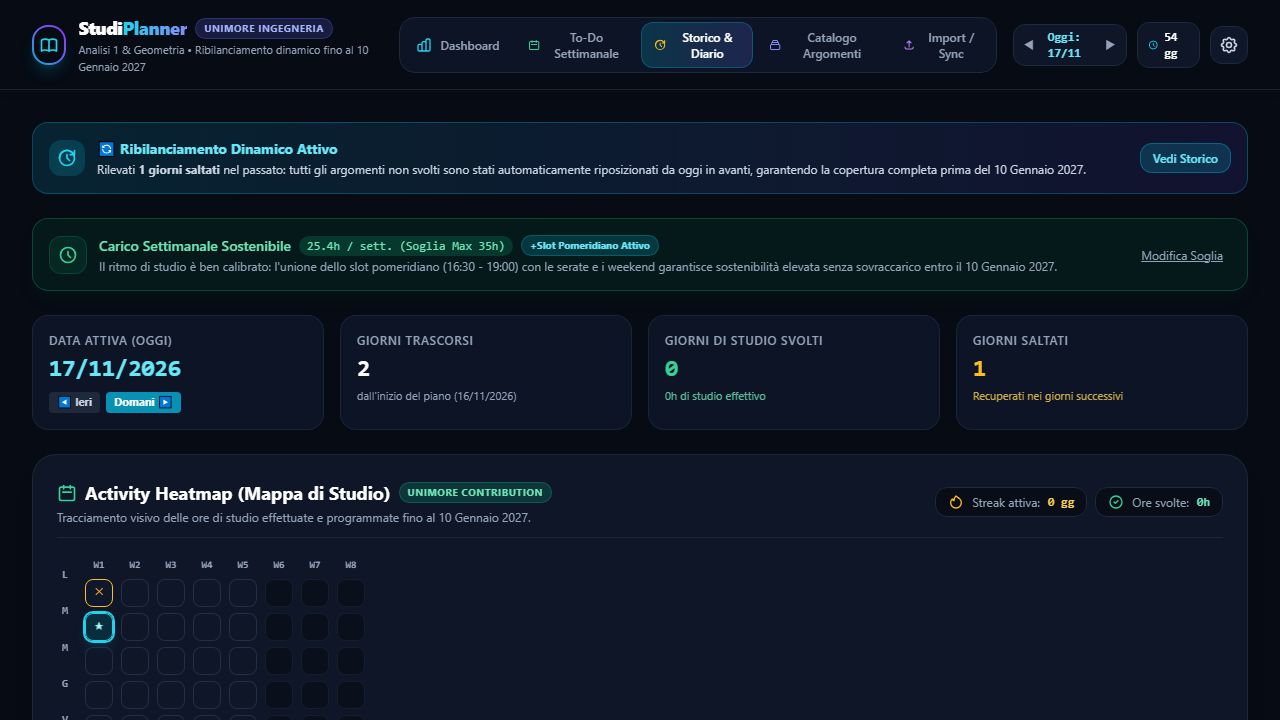 StudiPlanner UNIMORE INGEGNERIA
Analisi 1 & Geometria • Ribilanciamento dinamico fino al 10
Gennaio 2027
Dashboard
To-Do
Settimanale
Storico &
Diario
Catalogo
Argomenti
Import /
Sync
◀ Oggi:
17/11 ▶
54
gg
🔄 Ribilanciamento Dinamico Attivo
Rilevati 1 giorni saltati nel passato: tutti gli argomenti non svolti sono stati automaticamente riposizionati da oggi in avanti, garantendo la copertura completa prima del 10 Gennaio 2027.
Vedi Storico
Carico Settimanale Sostenibile 25.4h / sett. (Soglia Max 35h) +Slot Pomeridiano Attivo
Il ritmo di studio è ben calibrato: l'unione dello slot pomeridiano (16:30 - 19:00) con le serate e i weekend garantisce sostenibilità elevata senza sovraccarico entro il 10 Gennaio 2027.
Modifica Soglia
DATA ATTIVA (OGGI)
17/11/2026
◀ Ieri Domani ▶
GIORNI TRASCORSI
2
dall'inizio del piano (16/11/2026)
GIORNI DI STUDIO SVOLTI
0
0h di studio effettivo
GIORNI SALTATI
1
Recuperati nei giorni successivi
Activity Heatmap (Mappa di Studio) UNIMORE CONTRIBUTION
Tracciamento visivo delle ore di studio effettuate e programmate fino al 10 Gennaio 2027.
Streak attiva: 0 gg
Ore svolte: 0h
W1 W2 W3 W4 W5 W6 W7 W8
L
✕
M
★
M
G
V